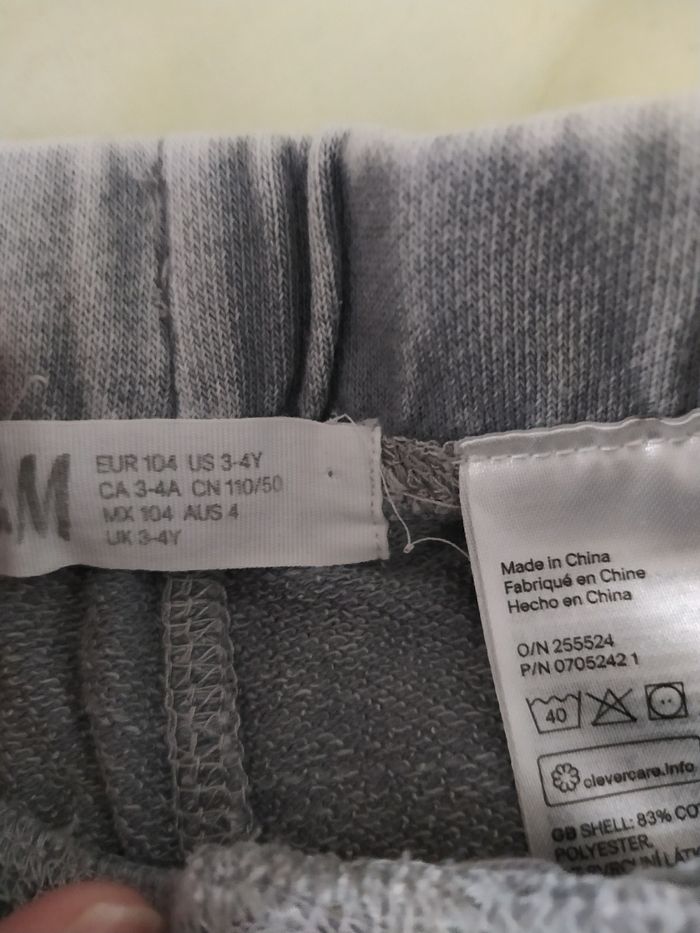 M
EUR 104 US 3-4Y
CA 3-4A CN 110/50
MX 104 AUS 4
UK 3-4Y
Made in China
Fabriqué en Chine
Hecho en China
O/N 255524
P/N 0705242 1
40
clevercare.info
GB SHELL: 83% CO
POLYESTER,